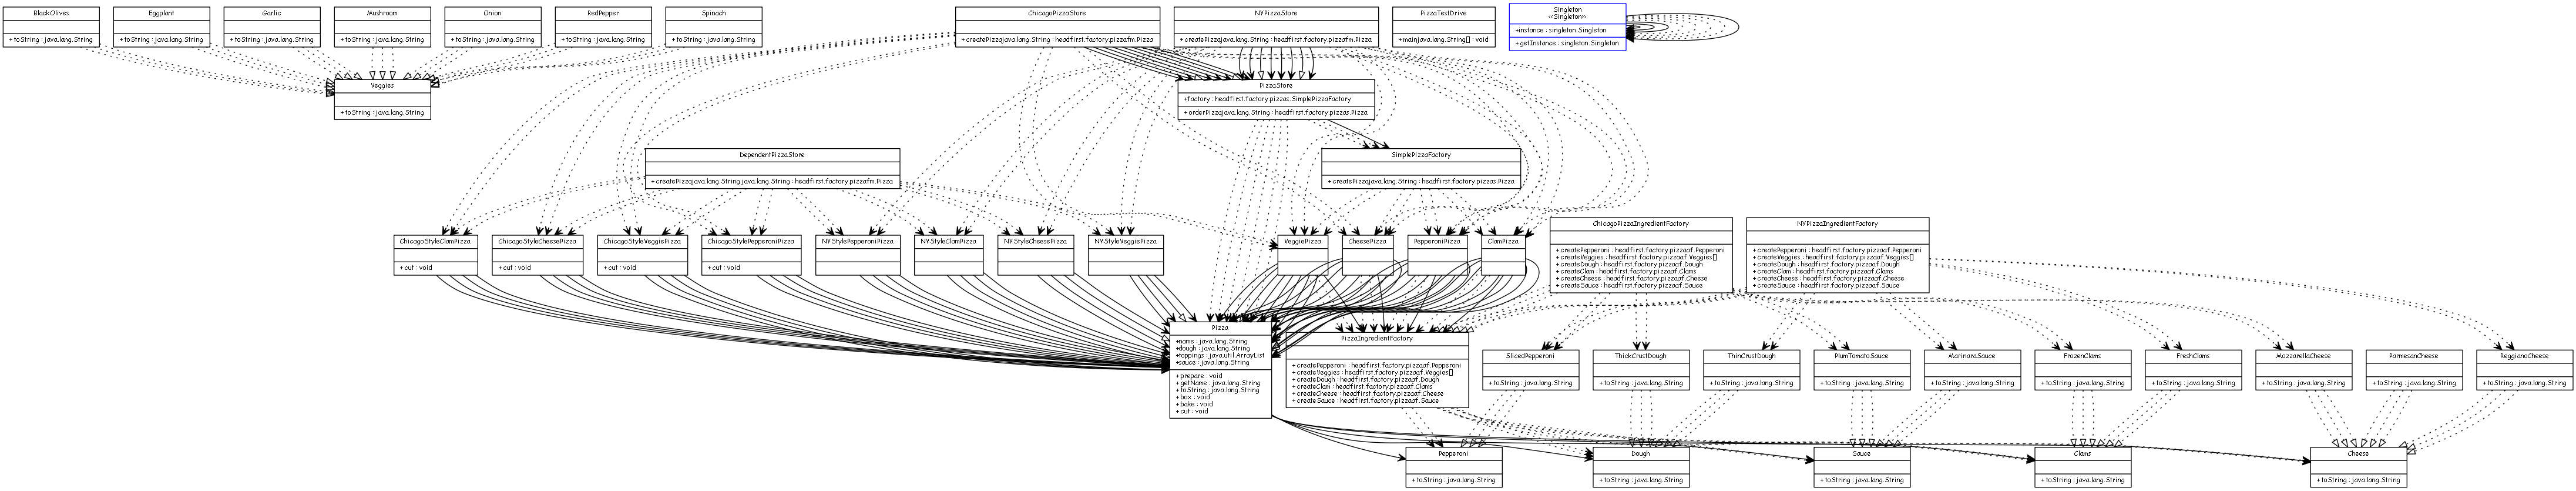 BlackOlives
+ toString : java.lang.String
Eggplant
+ toString : java.lang.String
Garlic
+ toString : java.lang.String
Mushroom
+ toString : java.lang.String
Onion
+ toString : java.lang.String
RedPepper
+ toString : java.lang.String
Spinach
+ toString : java.lang.String
ChicagoPizzaStore
+ createPizzajava.lang.String : headfirst.factory.pizzafm.Pizza
NYPizzaStore
+ createPizzajava.lang.String : headfirst.factory.pizzafm.Pizza
PizzaTestDrive
+ mainjava.lang.String[] : void
Singleton
<<Singleton>>
+instance : singleton.Singleton
+ getInstance : singleton.Singleton
Veggies
+ toString : java.lang.String
PizzaStore
+factory : headfirst.factory.pizzas.SimplePizzaFactory
+ orderPizzajava.lang.String : headfirst.factory.pizzas.Pizza
DependentPizzaStore
+ createPizzajava.lang.String java.lang.String : headfirst.factory.pizzafm.Pizza
SimplePizzaFactory
+ createPizzajava.lang.String : headfirst.factory.pizzas.Pizza
ChicagoStyleClamPizza
+ cut : void
ChicagoStyleCheesePizza
+ cut : void
ChicagoStyleVeggiePizza
+ cut : void
ChicagoStylePepperoniPizza
+ cut : void
NYStylePepperoniPizza
NYStyleClamPizza
NYStyleCheesePizza
NYStyleVeggiePizza
VeggiePizza
CheesePizza
PepperoniPizza
ClamPizza
ChicagoPizzaIngredientFactory
+ createPepperoni : headfirst.factory.pizzaaf.Pepperoni
+ createVeggies : headfirst.factory.pizzaaf.Veggies[]
+ createDough : headfirst.factory.pizzaaf.Dough
+ createClam : headfirst.factory.pizzaaf.Clams
+ createCheese : headfirst.factory.pizzaaf.Cheese
+ createSauce : headfirst.factory.pizzaaf.Sauce
NYPizzaIngredientFactory
+ createPepperoni : headfirst.factory.pizzaaf.Pepperoni
+ createVeggies : headfirst.factory.pizzaaf.Veggies[]
+ createDough : headfirst.factory.pizzaaf.Dough
+ createClam : headfirst.factory.pizzaaf.Clams
+ createCheese : headfirst.factory.pizzaaf.Cheese
+ createSauce : headfirst.factory.pizzaaf.Sauce
Pizza
+name : java.lang.String
+dough : java.lang.String
+toppings : java.util.ArrayList
+sauce : java.lang.String
+ prepare : void
+ getName : java.lang.String
+ toString : java.lang.String
+ box : void
+ bake : void
+ cut : void
PizzaIngredientFactory
+ createPepperoni : headfirst.factory.pizzaaf.Pepperoni
+ createVeggies : headfirst.factory.pizzaaf.Veggies[]
+ createDough : headfirst.factory.pizzaaf.Dough
+ createClam : headfirst.factory.pizzaaf.Clams
+ createCheese : headfirst.factory.pizzaaf.Cheese
+ createSauce : headfirst.factory.pizzaaf.Sauce
SlicedPepperoni
+ toString : java.lang.String
ThickCrustDough
+ toString : java.lang.String
ThinCrustDough
+ toString : java.lang.String
PlumTomatoSauce
+ toString : java.lang.String
MarinaraSauce
+ toString : java.lang.String
FrozenClams
+ toString : java.lang.String
FreshClams
+ toString : java.lang.String
MozzarellaCheese
+ toString : java.lang.String
ParmesanCheese
+ toString : java.lang.String
ReggianoCheese
+ toString : java.lang.String
Pepperoni
+ toString : java.lang.String
Dough
+ toString : java.lang.String
Sauce
+ toString : java.lang.String
Clams
+ toString : java.lang.String
Cheese
+ toString : java.lang.String